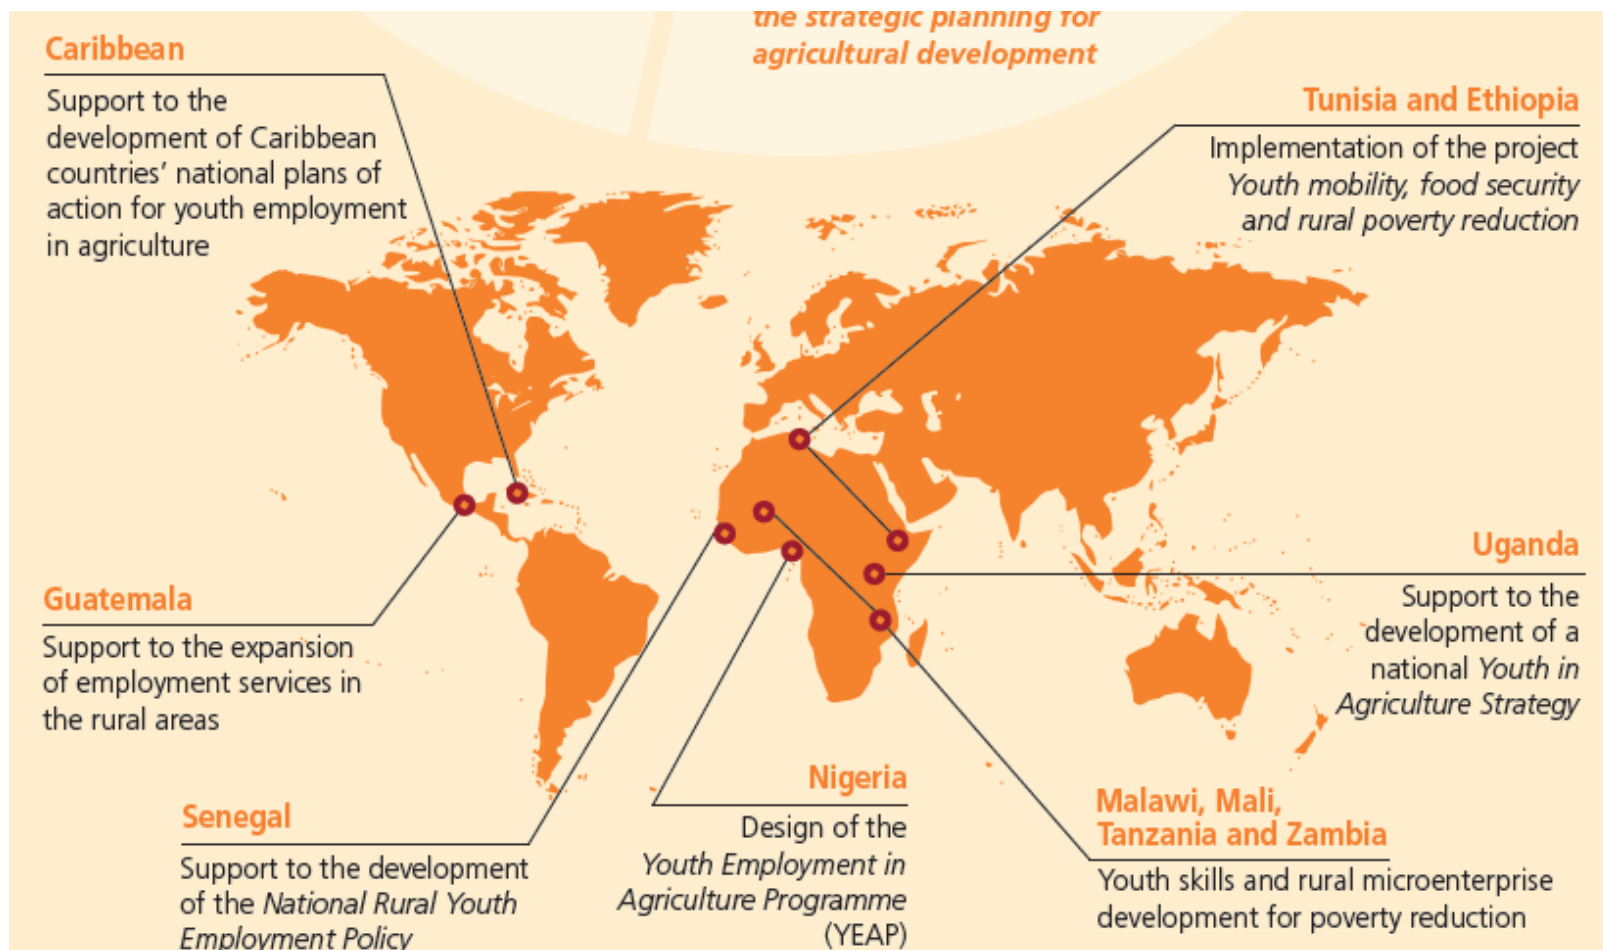 the strategic planning for
agricultural development
Caribbean
Support to the
development of Caribbean
countries’ national plans of
action for youth employment
in agriculture
Tunisia and Ethiopia
Implementation of the project
Youth mobility, food security
and rural poverty reduction
Guatemala
Support to the expansion
of employment services in
the rural areas
Uganda
Support to the
development of a
national Youth in
Agriculture Strategy
Senegal
Support to the development
of the National Rural Youth
Employment Policy
Nigeria
Design of the
Youth Employment in
Agriculture Programme
(YEAP)
Malawi, Mali,
Tanzania and Zambia
Youth skills and rural microenterprise
development for poverty reduction